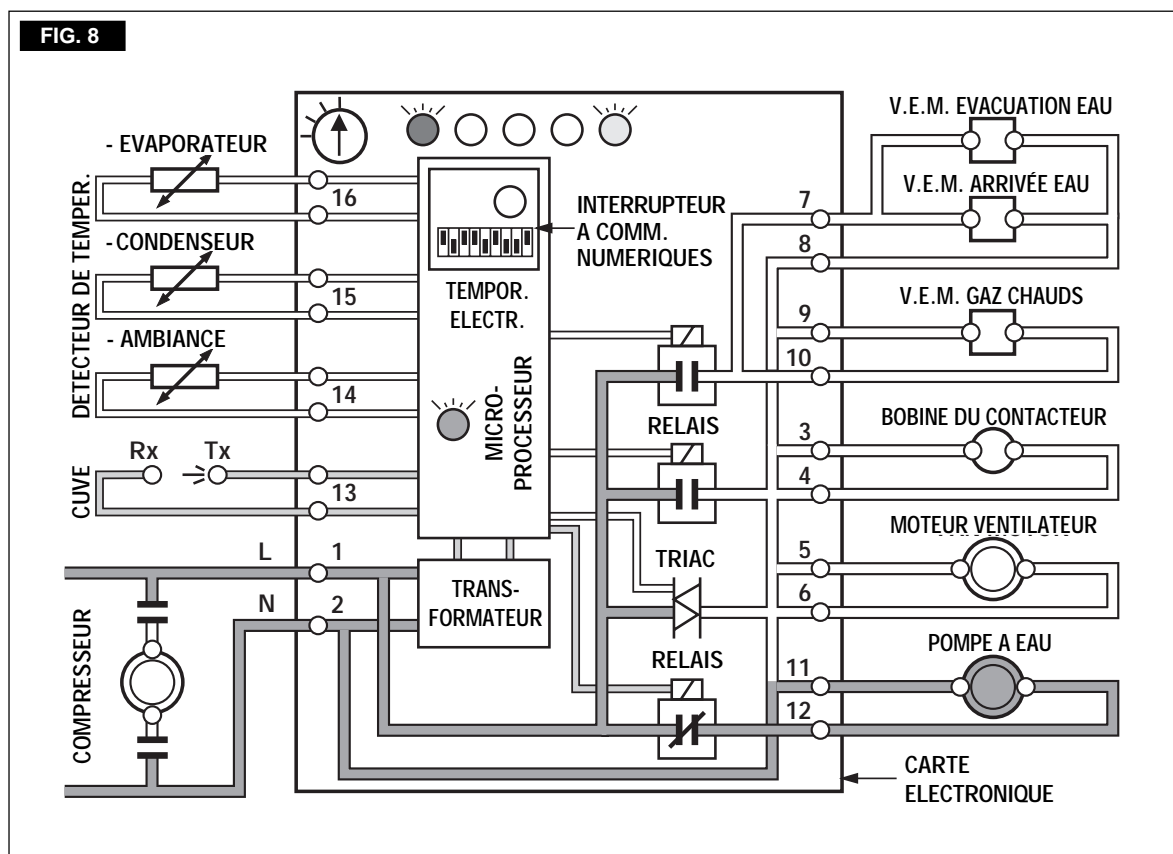 FIG. 8
- EVAPORATEUR
16
- CONDENSEUR
15
- AMBIANCE
14
DETECTEUR DE TEMPER.
Rx Tx
13
CUVE
L 1
N 2
COMPRESSEUR
INTERRUPTEUR
A COMM.
NUMERIQUES
TEMPOR.
ELECTR.
MICRO-
PROCESSEUR
TRANS-
FORMATEUR
RELAIS
TRIAC
RELAIS
7
8
9
10
3
4
5
6
11
12
V.E.M. EVACUATION EAU
V.E.M. ARRIVÉE EAU
V.E.M. GAZ CHAUDS
BOBINE DU CONTACTEUR
MOTEUR VENTILATEUR
POMPE A EAU
CARTE
ELECTRONIQUE